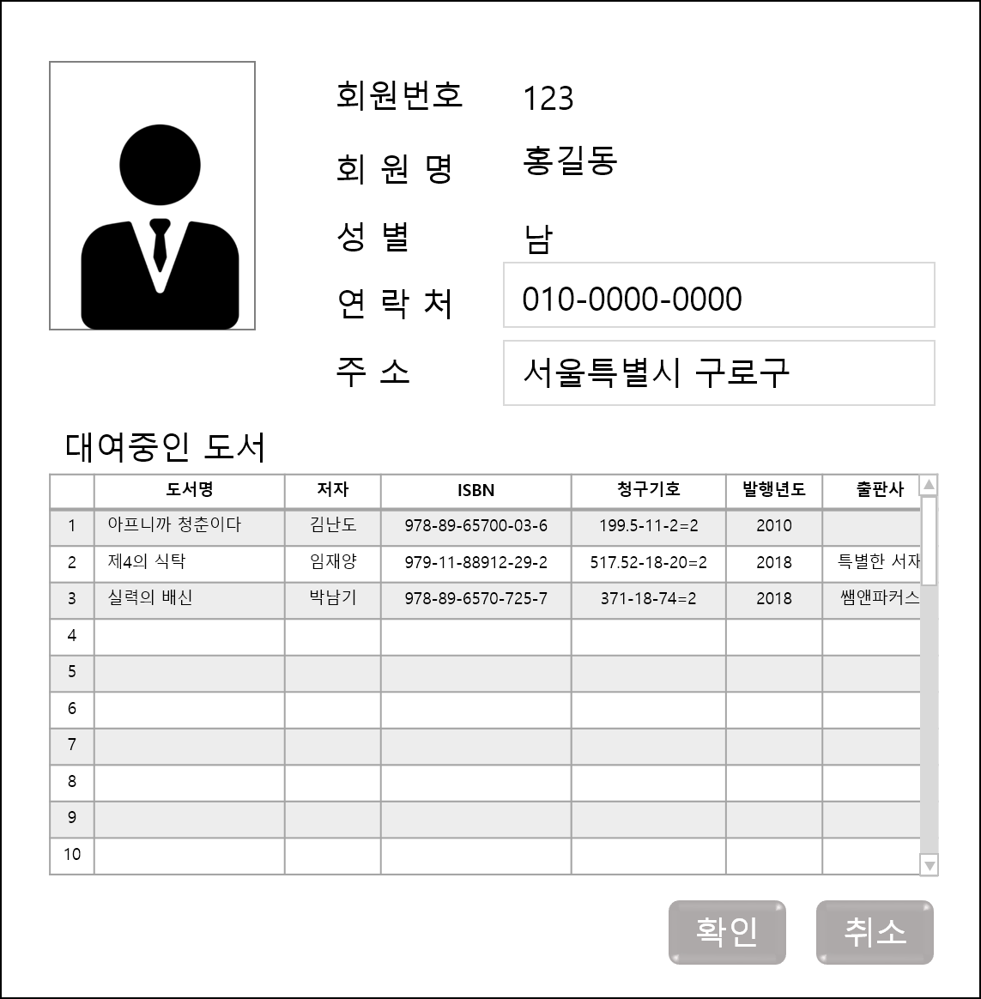 회원번호 123
회 원 명 홍길동
성 별 남
연 락 처 010-0000-0000
주 소 서울특별시 구로구
대여중인 도서
도서명 저자 ISBN 청구기호 발행년도 출판사
1 아프니까 청춘이다 김난도 978-89-65700-03-6 199.5-11-2=2 2010
2 제4의 식탁 임재양 979-11-88912-29-2 517.52-18-20=2 2018 특별한 서재
3 실력의 배신 박남기 978-89-6570-725-7 371-18-74=2 2018 쌤앤파커스
4
5
6
7
8
9
10
확인 취소